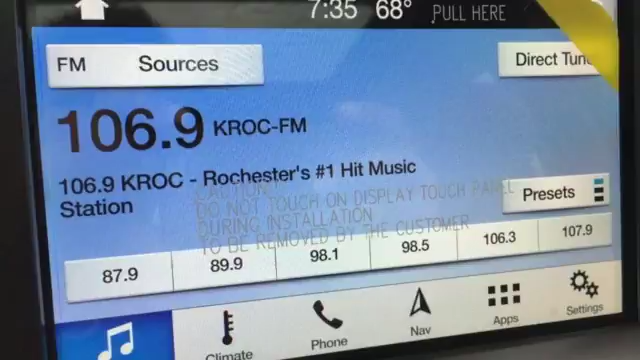 7:35 68° PULL HERE
FM Sources
Direct Tune
106.9 KROC-FM
106.9 KROC - Rochester's #1 Hit Music
Station
CAUTION
DO NOT TOUCH ON DISPLAY TOUCH PANEL
DURING INSTALLATION
TO BE REMOVED BY THE CUSTOMER
Presets
87.9 89.9 98.1 98.5 106.3 107.9
Climate Phone Nav Apps Settings